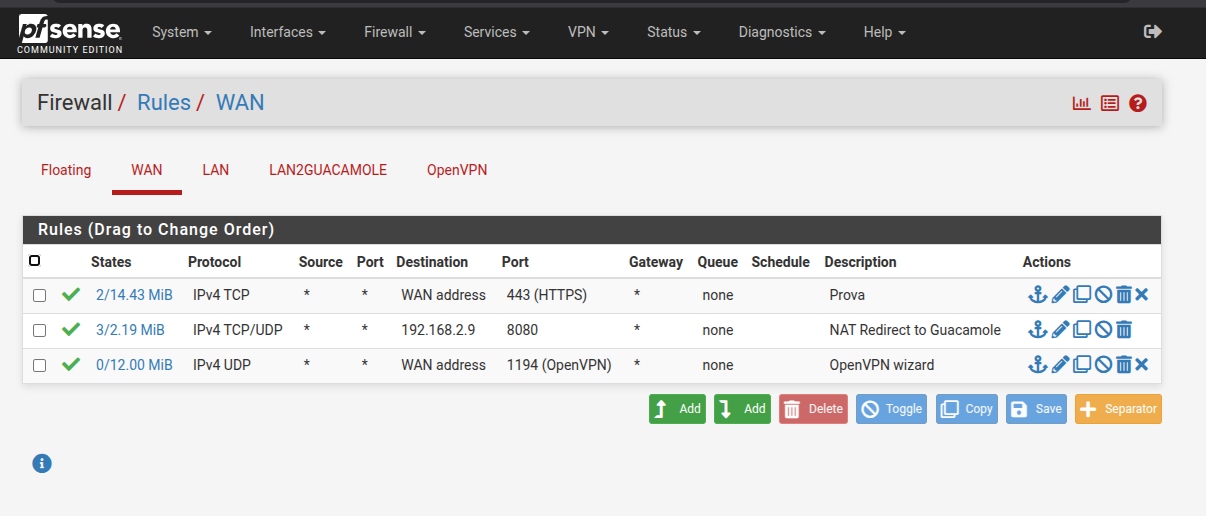 pfsense
COMMUNITY EDITION
System Interfaces Firewall Services VPN Status Diagnostics Help
Firewall / Rules / WAN
Floating WAN LAN LAN2GUACAMOLE OpenVPN
Rules (Drag to Change Order)
States Protocol Source Port Destination Port Gateway Queue Schedule Description Actions
2/14.43 MiB IPv4 TCP * * WAN address 443 (HTTPS) * none Prova
3/2.19 MiB IPv4 TCP/UDP * * 192.168.2.9 8080 * none NAT Redirect to Guacamole
0/12.00 MiB IPv4 UDP * * WAN address 1194 (OpenVPN) * none OpenVPN wizard
Add Add Delete Toggle Copy Save Separator